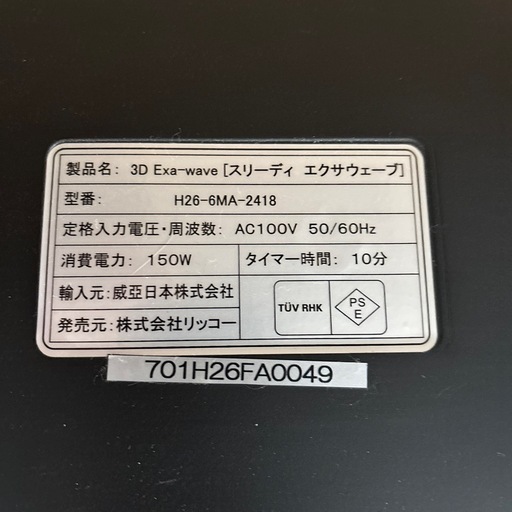 製品名: 3D Exa-wave [スリーディ エクサウェーブ]
型番: H26-6MA-2418
定格入力電圧・周波数: AC100V 50/60Hz
消費電力: 150W タイマー時間: 10分
輸入元: 威亞日本株式会社
発売元: 株式会社リッコー
TÜV RHK
PS
E
701H26FA0049